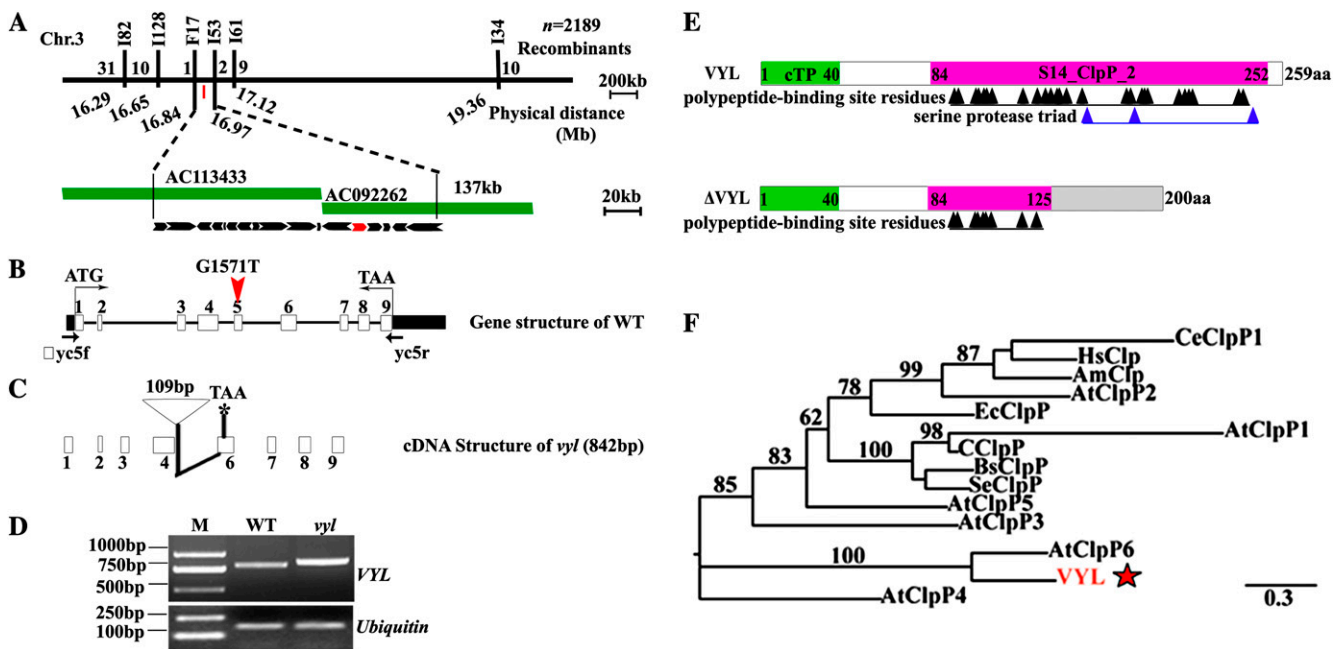 A
Chr.3
I82
I128
F17
I53
I61
I34
n=2189
Recombinants
31 10 1 2 9 10
200kb
16.29 16.65 16.84 16.97 17.12 19.36
Physical distance
(Mb)
AC113433
AC092262
137kb
20kb
B
ATG
G1571T
TAA
1 2 3 4 5 6 7 8 9
yc5f
yc5r
Gene structure of WT
C
109bp
TAA
*
1 2 3 4 6 7 8 9
cDNA Structure of vyl (842bp)
D
M WT vyl
1000bp
750bp
500bp
VYL
250bp
100bp
Ubiquitin
E
VYL
1 cTP 40 84 S14_ClpP_2 252
259aa
polypeptide-binding site residues
serine protease triad
ΔVYL
1 40 84 125
200aa
polypeptide-binding site residues
F
CeClpP1
87
HsClp
99
AmClp
78
AtClpP2
EcClpP
62
98
AtClpP1
100
CClpP
BsClpP
83
SeClpP
AtClpP5
85
AtClpP3
100
AtClpP6
VYL
AtClpP4
0.3